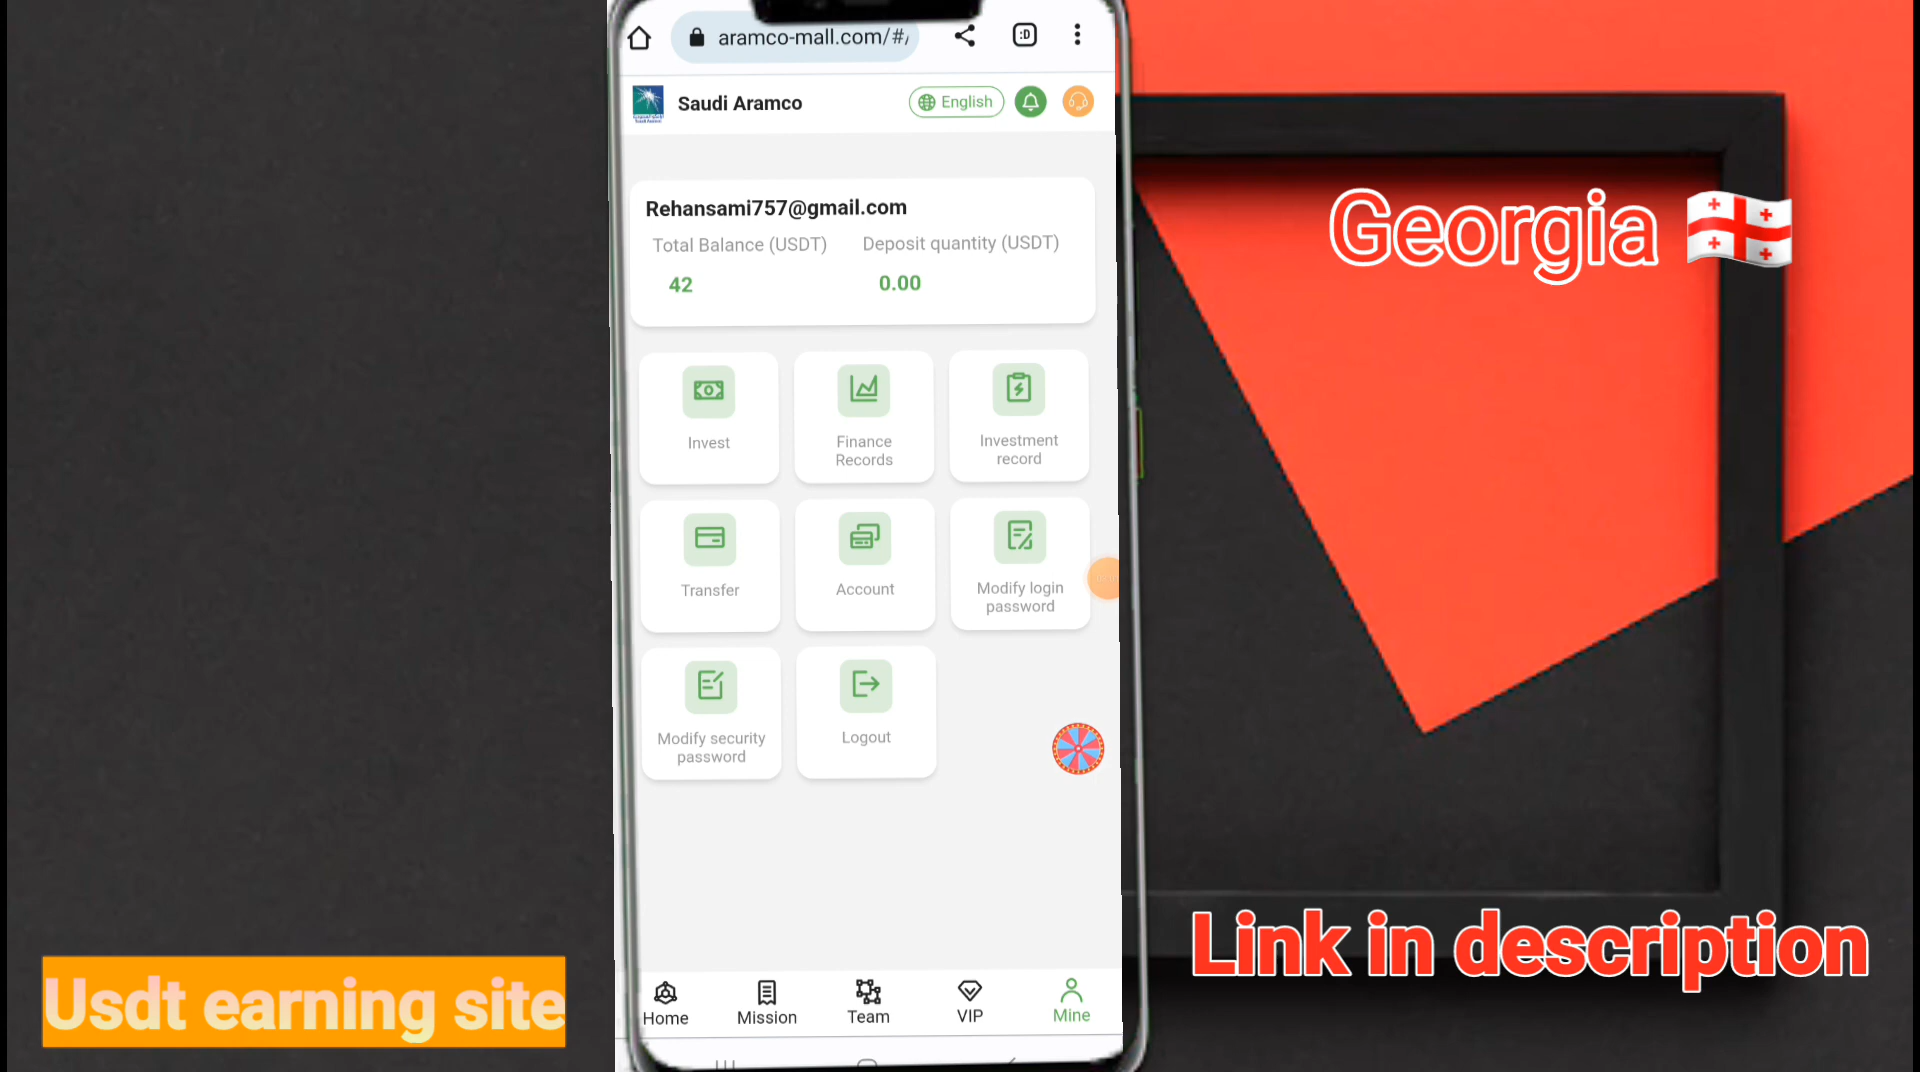 aramco-mall.com/#/
:D
Saudi Aramco
English
Rehansami757@gmail.com
Total Balance (USDT)
Deposit quantity (USDT)
42
0.00
Invest
Finance
Records
Investment
record
Transfer
Account
Modify login
password
Modify security
password
Logout
Home
Mission
Team
VIP
Mine
Georgia
Link in description
Usdt earning site